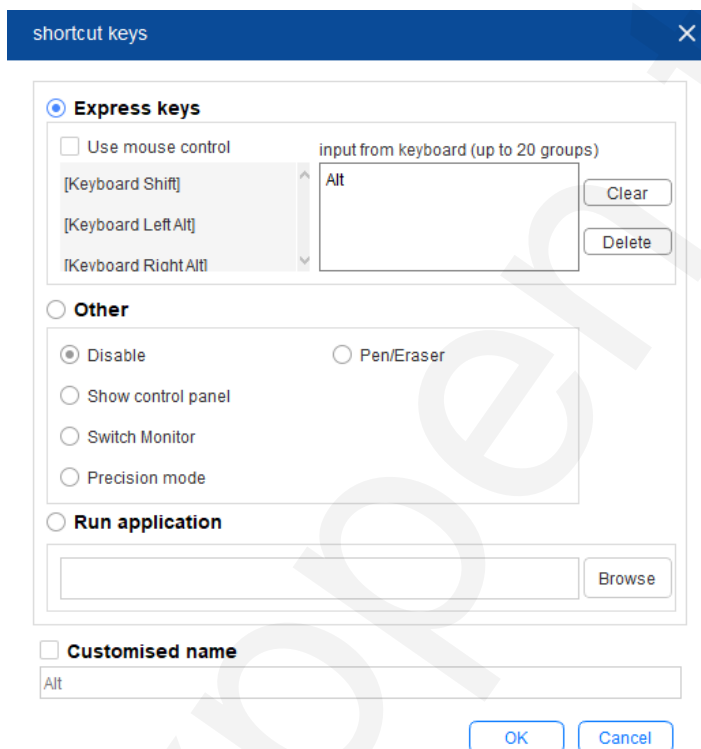 shortcut keys
Express keys
Use mouse control
input from keyboard (up to 20 groups)
[Keyboard Shift]
Alt
Clear
[Keyboard Left Alt]
Delete
[Keyboard Right Alt]
Other
Disable
Pen/Eraser
Show control panel
Switch Monitor
Precision mode
Run application
Browse
Customised name
Alt
OK
Cancel